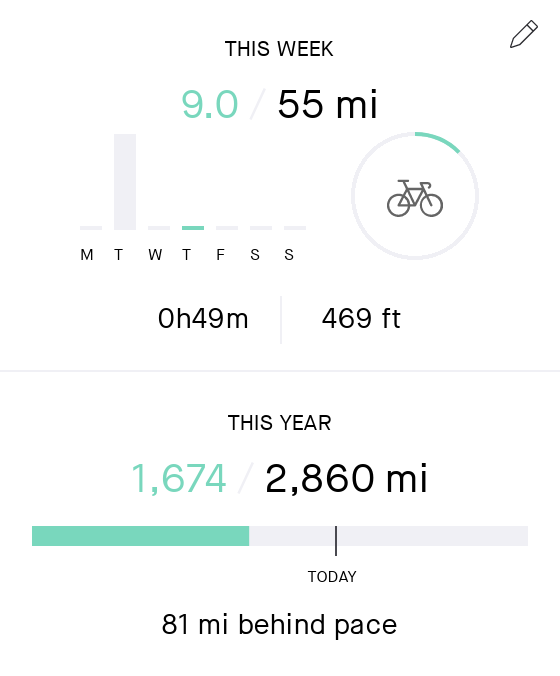 THIS WEEK
9.0 / 55 mi
M T W T F S S
0h49m 469 ft
THIS YEAR
1,674 / 2,860 mi
TODAY
81 mi behind pace